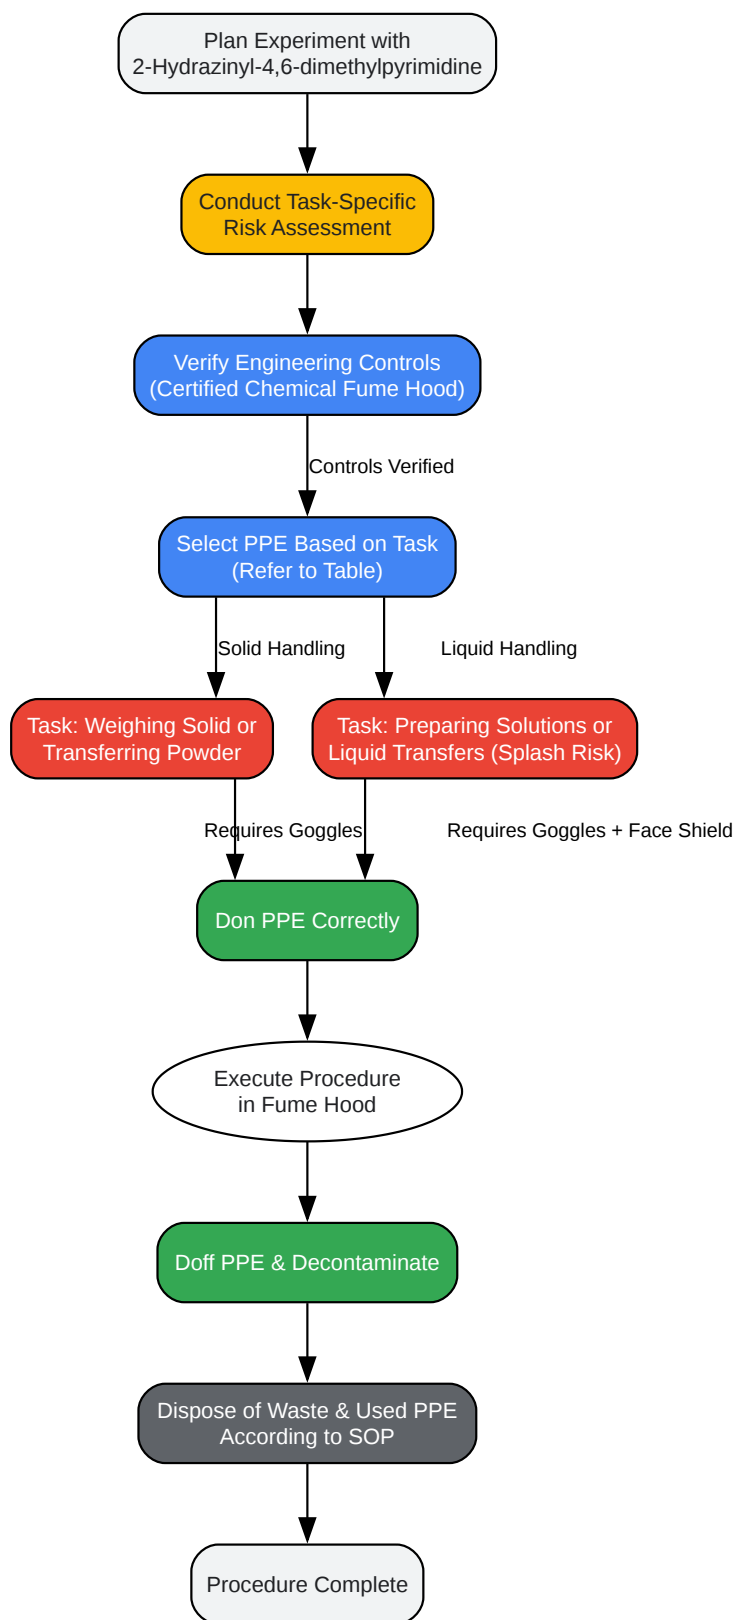 Plan Experiment with
2-Hydrazinyl-4,6-dimethylpyrimidine
Conduct Task-Specific
Risk Assessment
Verify Engineering Controls
(Certified Chemical Fume Hood)
Controls Verified
Select PPE Based on Task
(Refer to Table)
Solid Handling
Liquid Handling
Task: Weighing Solid or
Transferring Powder
Task: Preparing Solutions or
Liquid Transfers (Splash Risk)
Requires Goggles
Requires Goggles + Face Shield
Don PPE Correctly
Execute Procedure
in Fume Hood
Doff PPE & Decontaminate
Dispose of Waste & Used PPE
According to SOP
Procedure Complete